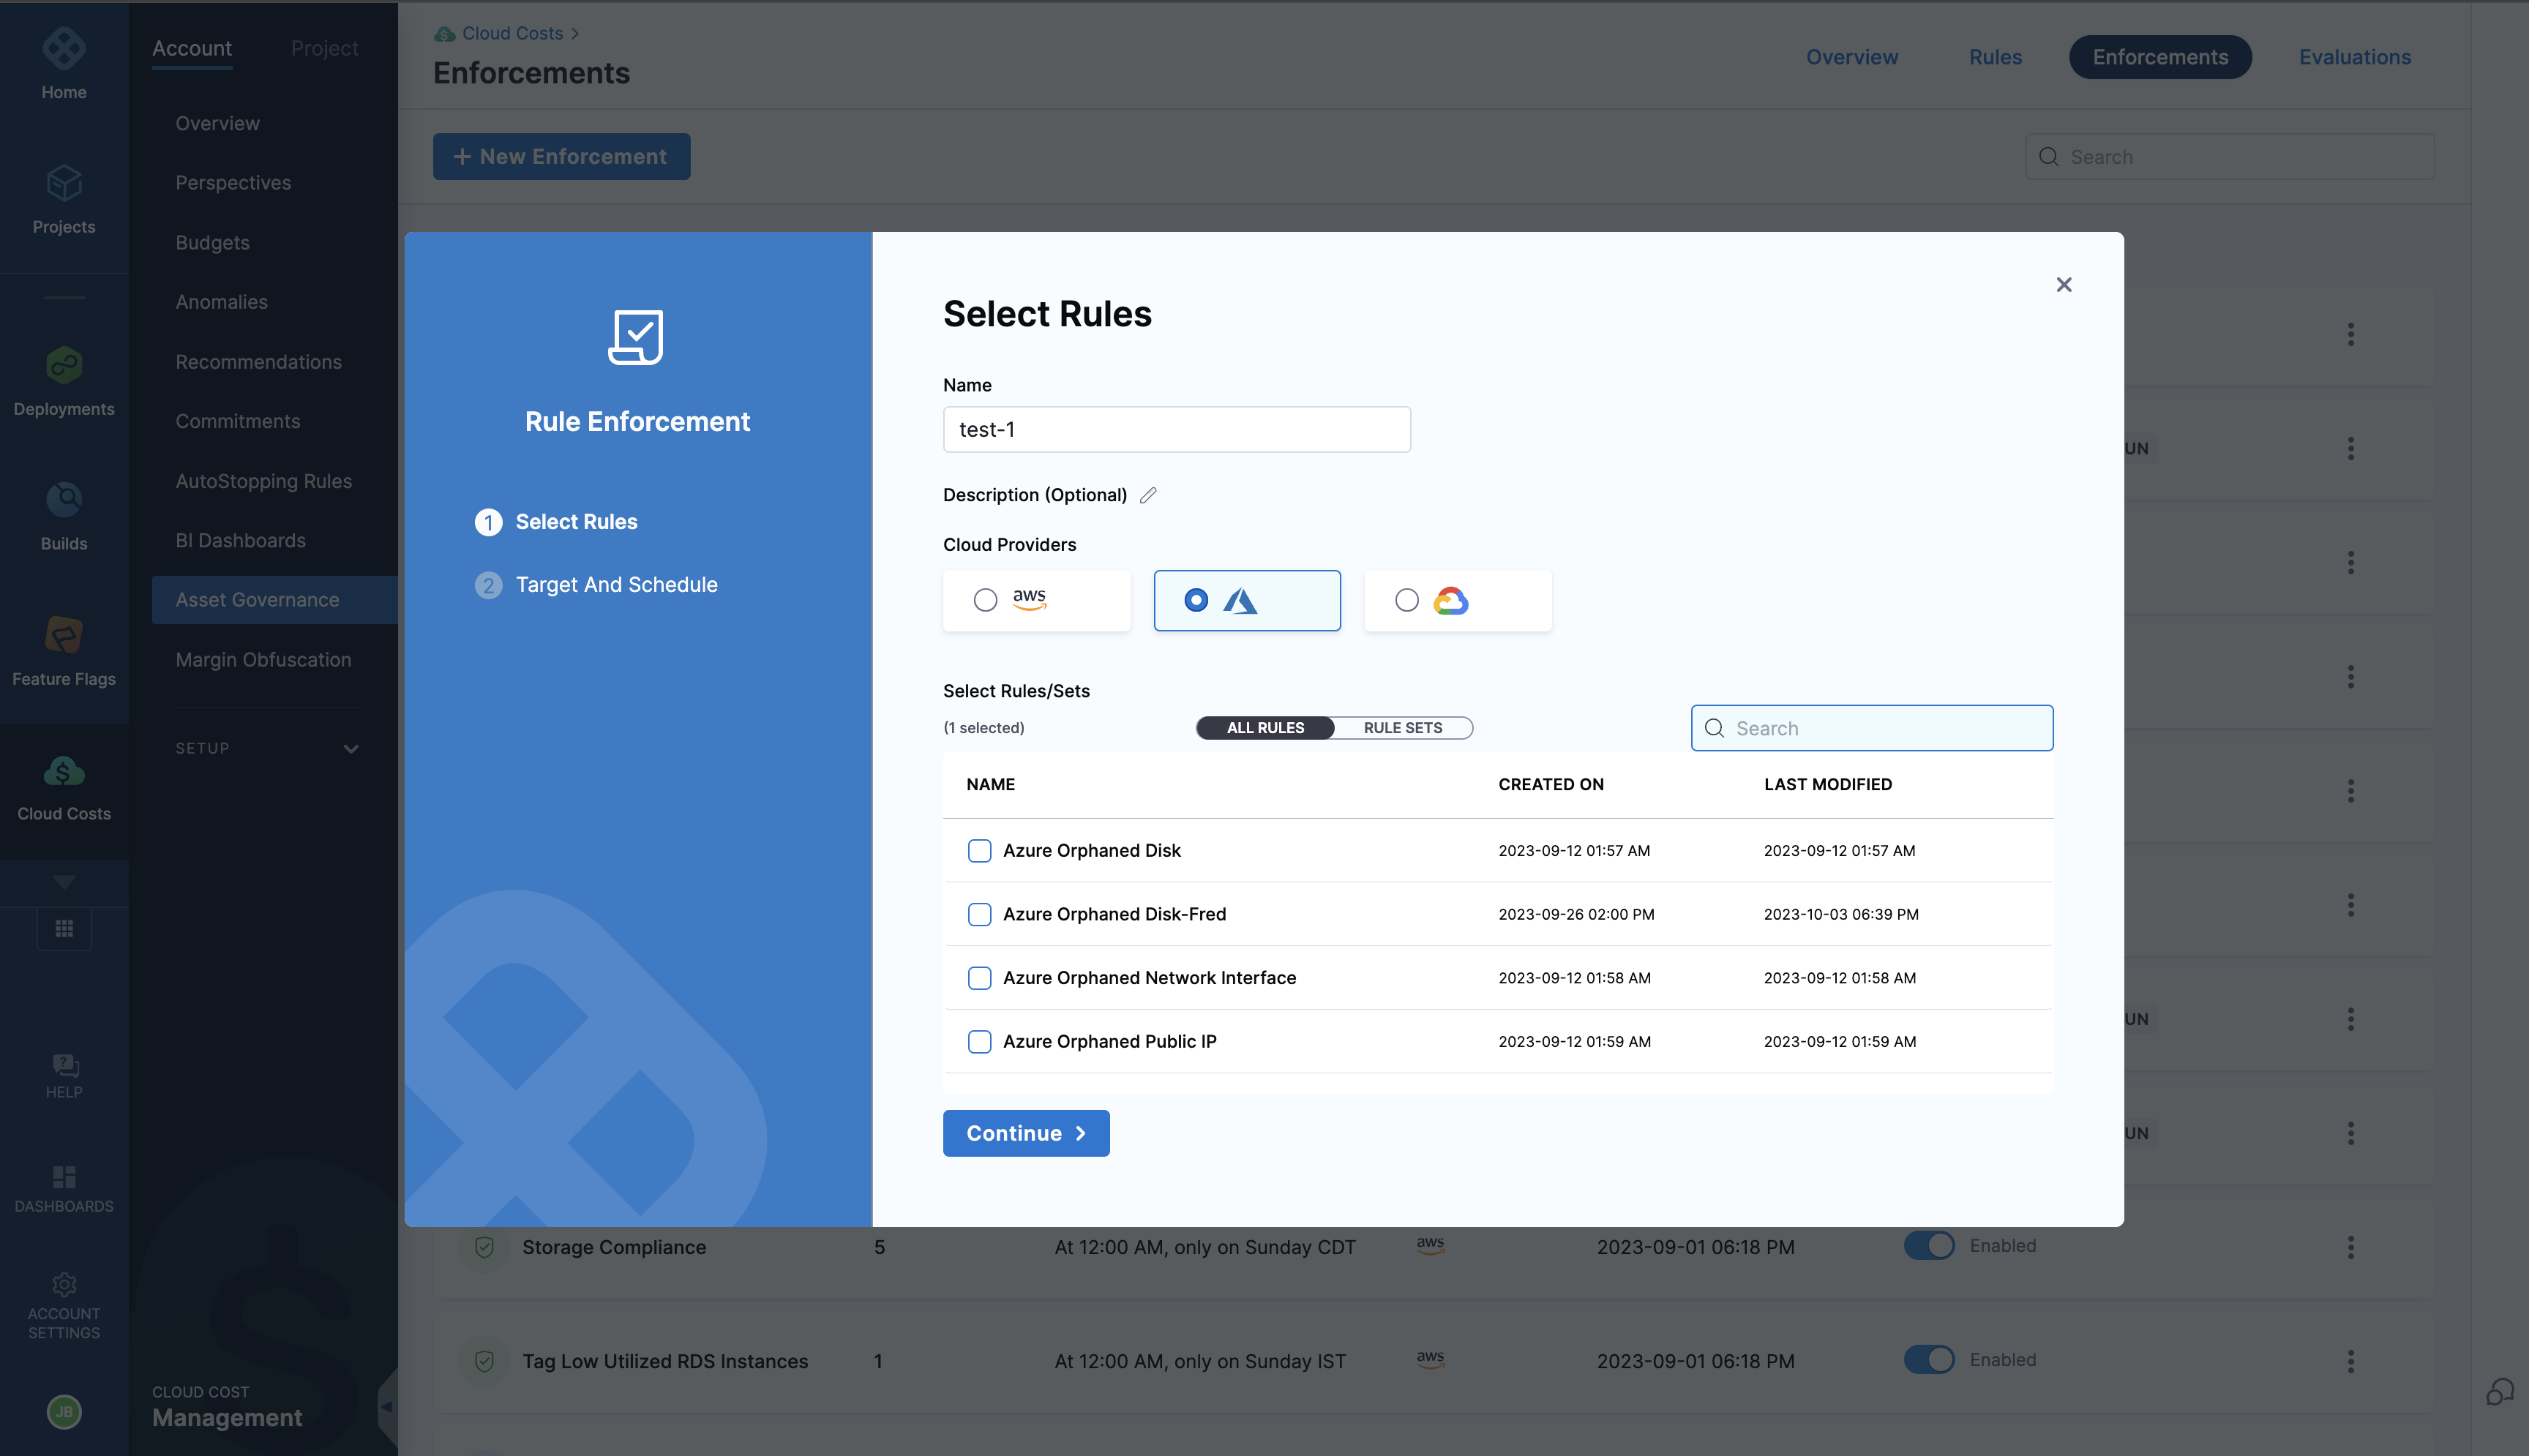 Home
Projects
Deployments
Builds
Feature Flags
Cloud Costs
HELP
DASHBOARDS
ACCOUNT
SETTINGS
JB
Account Project
Overview
Perspectives
Budgets
Anomalies
Recommendations
Commitments
AutoStopping Rules
BI Dashboards
Asset Governance
Margin Obfuscation
SETUP
CLOUD COST
Management
Cloud Costs >
Enforcements
Overview Rules Enforcements Evaluations
+ New Enforcement
Search
Rule Enforcement
1 Select Rules
2 Target And Schedule
Select Rules
Name
test-1
Description (Optional)
Cloud Providers
aws
Select Rules/Sets
(1 selected) ALL RULES RULE SETS Search
NAME CREATED ON LAST MODIFIED
Azure Orphaned Disk 2023-09-12 01:57 AM 2023-09-12 01:57 AM
Azure Orphaned Disk-Fred 2023-09-26 02:00 PM 2023-10-03 06:39 PM
Azure Orphaned Network Interface 2023-09-12 01:58 AM 2023-09-12 01:58 AM
Azure Orphaned Public IP 2023-09-12 01:59 AM 2023-09-12 01:59 AM
Continue >
UN
UN
UN
Storage Compliance 5 At 12:00 AM, only on Sunday CDT aws 2023-09-01 06:18 PM Enabled
Tag Low Utilized RDS Instances 1 At 12:00 AM, only on Sunday IST aws 2023-09-01 06:18 PM Enabled